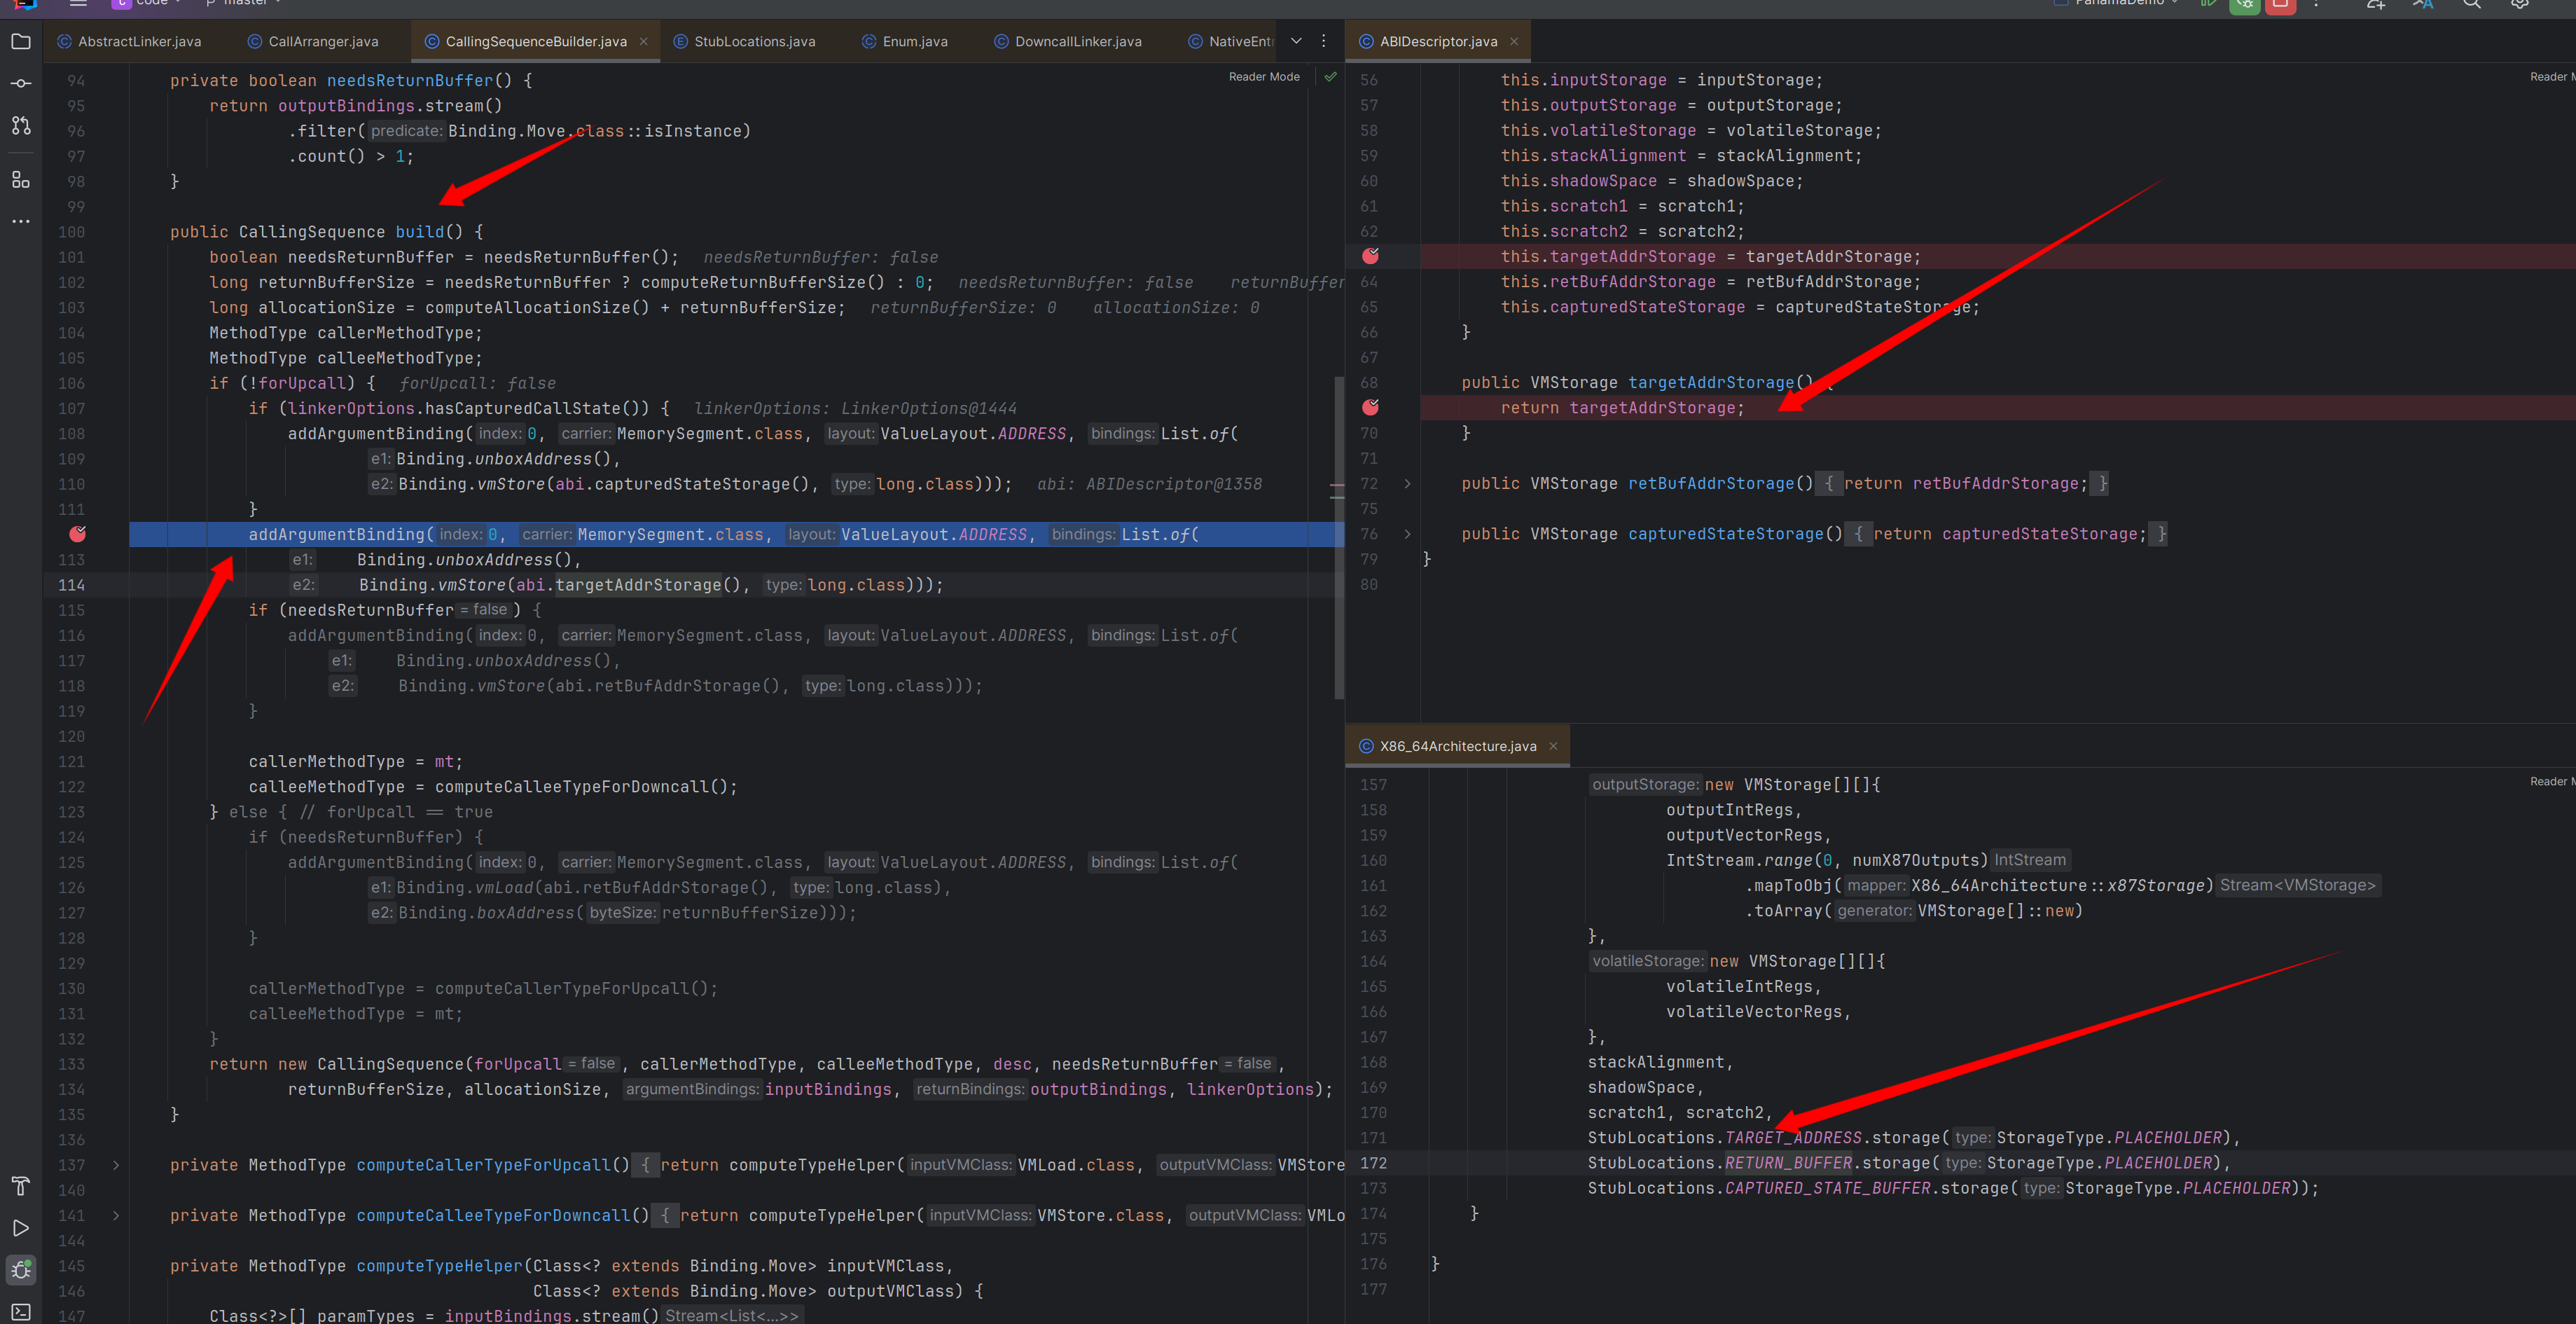 code
master
PanamaDemo
AbstractLinker.java
CallArranger.java
CallingSequenceBuilder.java
StubLocations.java
Enum.java
DowncallLinker.java
NativeEntr
Reader Mode
94 private boolean needsReturnBuffer() {
95 return outputBindings.stream()
96 .filter( predicate: Binding.Move.class::isInstance)
97 .count() > 1;
98 }
99
100 public CallingSequence build() {
101 boolean needsReturnBuffer = needsReturnBuffer(); needsReturnBuffer: false
102 long returnBufferSize = needsReturnBuffer ? computeReturnBufferSize() : 0; needsReturnBuffer: false returnBuffer
103 long allocationSize = computeAllocationSize() + returnBufferSize; returnBufferSize: 0 allocationSize: 0
104 MethodType callerMethodType;
105 MethodType calleeMethodType;
106 if (!forUpcall) { forUpcall: false
107 if (linkerOptions.hasCapturedCallState()) { linkerOptions: LinkerOptions@1444
108 addArgumentBinding( index: 0, carrier: MemorySegment.class, layout: ValueLayout.ADDRESS, bindings: List.of(
109 e1: Binding.unboxAddress(),
110 e2: Binding.vmStore(abi.capturedStateStorage(), type: long.class))); abi: ABIDescriptor@1358
111 }
addArgumentBinding( index: 0, carrier: MemorySegment.class, layout: ValueLayout.ADDRESS, bindings: List.of(
113 e1: Binding.unboxAddress(),
114 e2: Binding.vmStore(abi.targetAddrStorage(), type: long.class)));
115 if (needsReturnBuffer = false ) {
116 addArgumentBinding( index: 0, carrier: MemorySegment.class, layout: ValueLayout.ADDRESS, bindings: List.of(
117 e1: Binding.unboxAddress(),
118 e2: Binding.vmStore(abi.retBufAddrStorage(), type: long.class)));
119 }
120
121 callerMethodType = mt;
122 calleeMethodType = computeCalleeTypeForDowncall();
123 } else { // forUpcall == true
124 if (needsReturnBuffer) {
125 addArgumentBinding( index: 0, carrier: MemorySegment.class, layout: ValueLayout.ADDRESS, bindings: List.of(
126 e1: Binding.vmLoad(abi.retBufAddrStorage(), type: long.class),
127 e2: Binding.boxAddress( byteSize: returnBufferSize)));
128 }
129
130 callerMethodType = computeCallerTypeForUpcall();
131 calleeMethodType = mt;
132 }
133 return new CallingSequence(forUpcall = false , callerMethodType, calleeMethodType, desc, needsReturnBuffer = false ,
134 returnBufferSize, allocationSize, argumentBindings: inputBindings, returnBindings: outputBindings, linkerOptions);
135 }
136
137 private MethodType computeCallerTypeForUpcall() { return computeTypeHelper( inputVMClass: VMLoad.class, outputVMClass: VMStore
140
141 private MethodType computeCalleeTypeForDowncall() { return computeTypeHelper( inputVMClass: VMStore.class, outputVMClass: VMLo
144
145 private MethodType computeTypeHelper(Class<? extends Binding.Move> inputVMClass,
146 Class<? extends Binding.Move> outputVMClass) {
147 Class<?>[] paramTypes = inputBindings.stream() Stream<List<...>>
ABIDescriptor.java
Reader M
56 this.inputStorage = inputStorage;
57 this.outputStorage = outputStorage;
58 this.volatileStorage = volatileStorage;
59 this.stackAlignment = stackAlignment;
60 this.shadowSpace = shadowSpace;
61 this.scratch1 = scratch1;
62 this.scratch2 = scratch2;
this.targetAddrStorage = targetAddrStorage;
64 this.retBufAddrStorage = retBufAddrStorage;
65 this.capturedStateStorage = capturedStateStorage;
66 }
67
68 public VMStorage targetAddrStorage() {
return targetAddrStorage;
70 }
71
72 public VMStorage retBufAddrStorage() { return retBufAddrStorage; }
75
76 public VMStorage capturedStateStorage() { return capturedStateStorage; }
79 }
80
X86_64Architecture.java
Reader M
157 outputStorage: new VMStorage[][]{
158 outputIntRegs,
159 outputVectorRegs,
160 IntStream.range(0, numX87Outputs) IntStream
161 .mapToObj( mapper: X86_64Architecture::x87Storage) Stream<VMStorage>
162 .toArray( generator: VMStorage[]::new)
163 },
164 volatileStorage: new VMStorage[][]{
165 volatileIntRegs,
166 volatileVectorRegs,
167 },
168 stackAlignment,
169 shadowSpace,
170 scratch1, scratch2,
171 StubLocations.TARGET_ADDRESS.storage( type: StorageType.PLACEHOLDER),
172 StubLocations.RETURN_BUFFER.storage( type: StorageType.PLACEHOLDER),
173 StubLocations.CAPTURED_STATE_BUFFER.storage( type: StorageType.PLACEHOLDER));
174 }
175
176 }
177